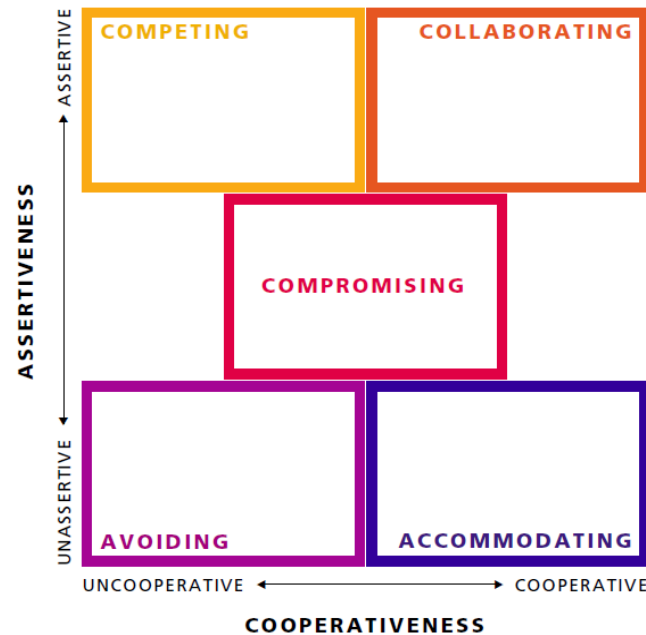 COMPETING
COLLABORATING
ASSERTIVE
ASSERTIVENESS
UNASSERTIVE
COMPROMISING
AVOIDING
ACCOMMODATING
UNCOOPERATIVE
COOPERATIVE
COOPERATIVENESS